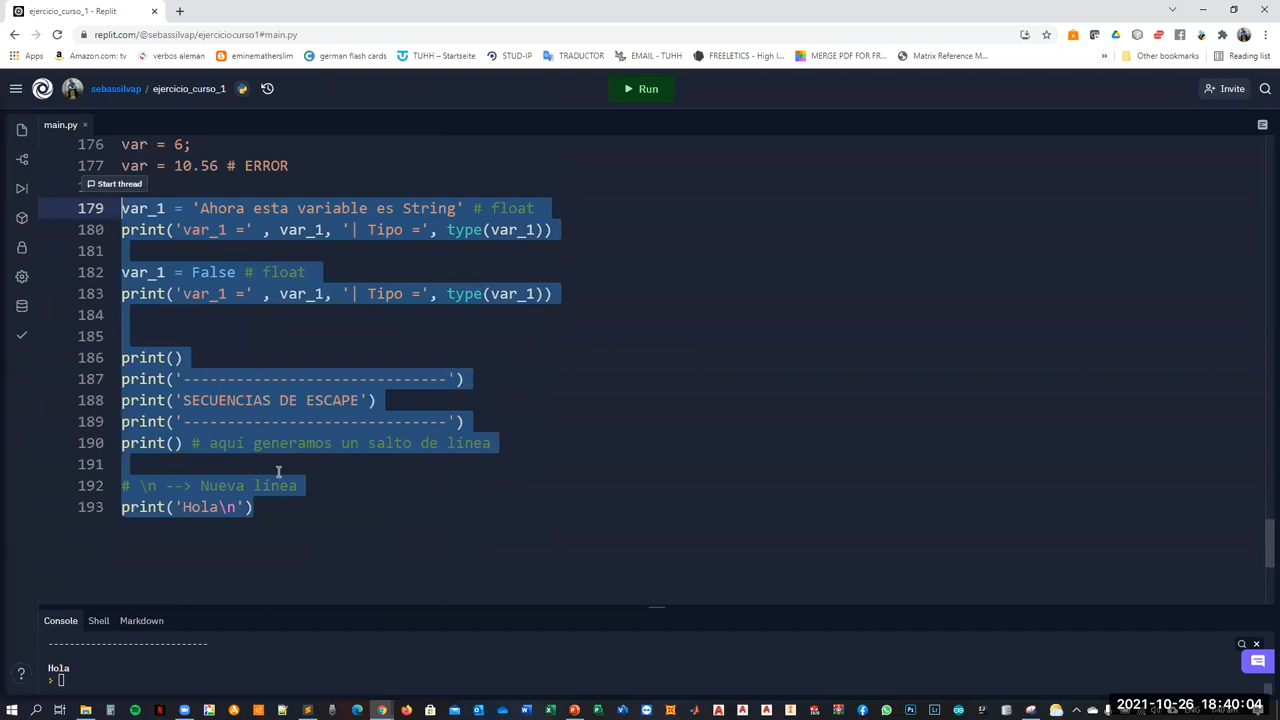 ejercicio_curso_1 - Replit
replit.com/@sebassilvap/ejerciciocurso1#main.py
Apps Amazon.com: tv verbos aleman eminematherslim german flash cards TUHH – Startseite STUD-IP TRADUCTOR EMAIL - TUHH FREELETICS - High I... MERGE PDF FOR FR... Matrix Reference M... Other bookmarks Reading list
sebassilvap / ejercicio_curso_1 Run Invite
main.py
176 var = 6;
177 var = 10.56 # ERROR
Start thread
179 var_1 = 'Ahora esta variable es String' # float
180 print('var_1 =' , var_1, '| Tipo =', type(var_1))
181
182 var_1 = False # float
183 print('var_1 =' , var_1, '| Tipo =', type(var_1))
184
185
186 print()
187 print('------------------------------')
188 print('SECUENCIAS DE ESCAPE')
189 print('------------------------------')
190 print() # aquí generamos un salto de línea
191
192 # \n --> Nueva línea
193 print('Hola\n')
Console Shell Markdown
------------------------------
Hola
>
2021-10-26 18:40:04